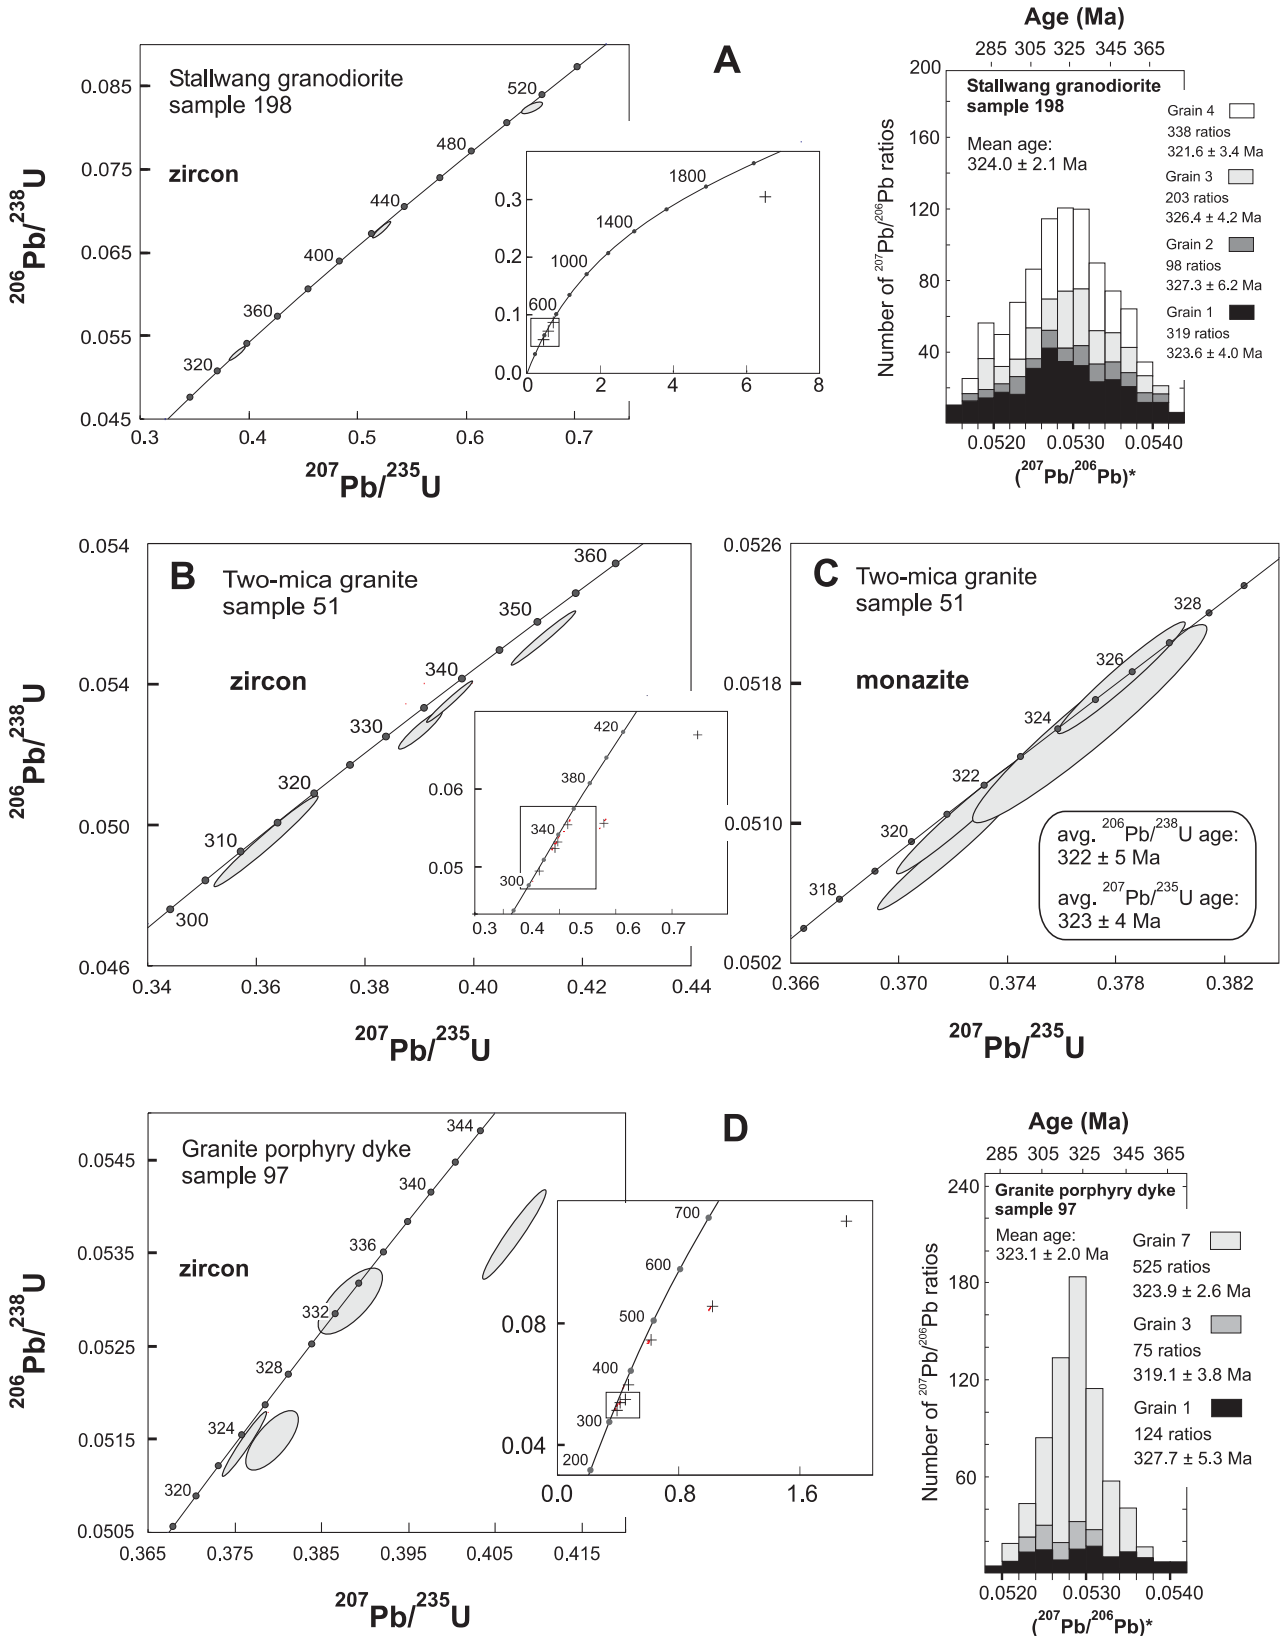 A
Stallwang granodiorite
sample 198
zircon
206Pb/238U
0.085
0.075
0.065
0.055
0.045
0.3
0.4
0.5
0.6
0.7
207Pb/235U
320
360
400
440
480
520
0.3
0.2
0.1
0.0
0
2
4
6
8
600
1000
1400
1800
Age (Ma)
285 305 325 345 365
Number of 207Pb/206Pb ratios
200
160
120
80
40
Stallwang granodiorite
sample 198
Mean age:
324.0 ± 2.1 Ma
Grain 4
338 ratios
321.6 ± 3.4 Ma
Grain 3
203 ratios
326.4 ± 4.2 Ma
Grain 2
98 ratios
327.3 ± 6.2 Ma
Grain 1
319 ratios
323.6 ± 4.0 Ma
0.0520 0.0530 0.0540
(207Pb/206Pb)*
B
Two-mica granite
sample 51
zircon
206Pb/238U
0.054
0.054
0.050
0.046
0.34
0.36
0.38
0.40
0.42
0.44
207Pb/235U
300
310
320
330
340
350
360
0.06
0.05
0.3
0.4
0.5
0.6
0.7
300
340
380
420
C
Two-mica granite
sample 51
monazite
0.0526
0.0518
0.0510
0.0502
0.366
0.370
0.374
0.378
0.382
207Pb/235U
318
320
322
324
326
328
avg. 206Pb/238U age:
322 ± 5 Ma
avg. 207Pb/235U age:
323 ± 4 Ma
D
Granite porphyry dyke
sample 97
zircon
206Pb/238U
0.0545
0.0535
0.0525
0.0515
0.0505
0.365
0.375
0.385
0.395
0.405
0.415
207Pb/235U
320
324
328
332
336
340
344
0.08
0.04
0.0
0.8
1.6
200
300
400
500
600
700
Age (Ma)
285 305 325 345 365
Number of 207Pb/206Pb ratios
240
180
120
60
Granite porphyry dyke
sample 97
Mean age:
323.1 ± 2.0 Ma
Grain 7
525 ratios
323.9 ± 2.6 Ma
Grain 3
75 ratios
319.1 ± 3.8 Ma
Grain 1
124 ratios
327.7 ± 5.3 Ma
0.0520 0.0530 0.0540
(207Pb/206Pb)*